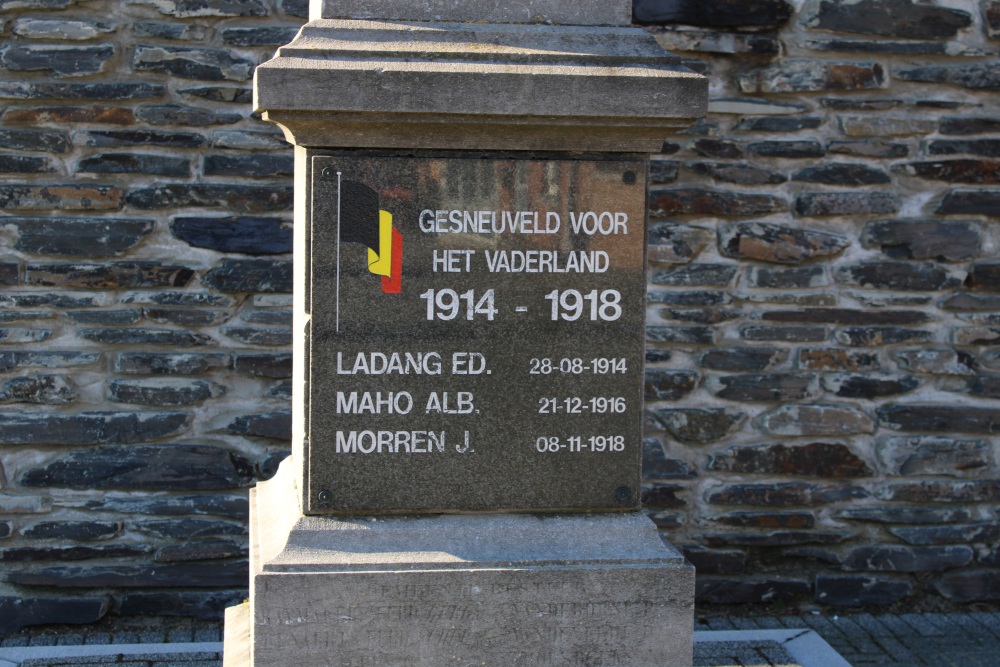 GESNEUVELD VOOR
HET VADERLAND
1914 - 1918
LADANG ED. 28-08-1914
MAHO ALB. 21-12-1916
MORREN J. 08-11-1918